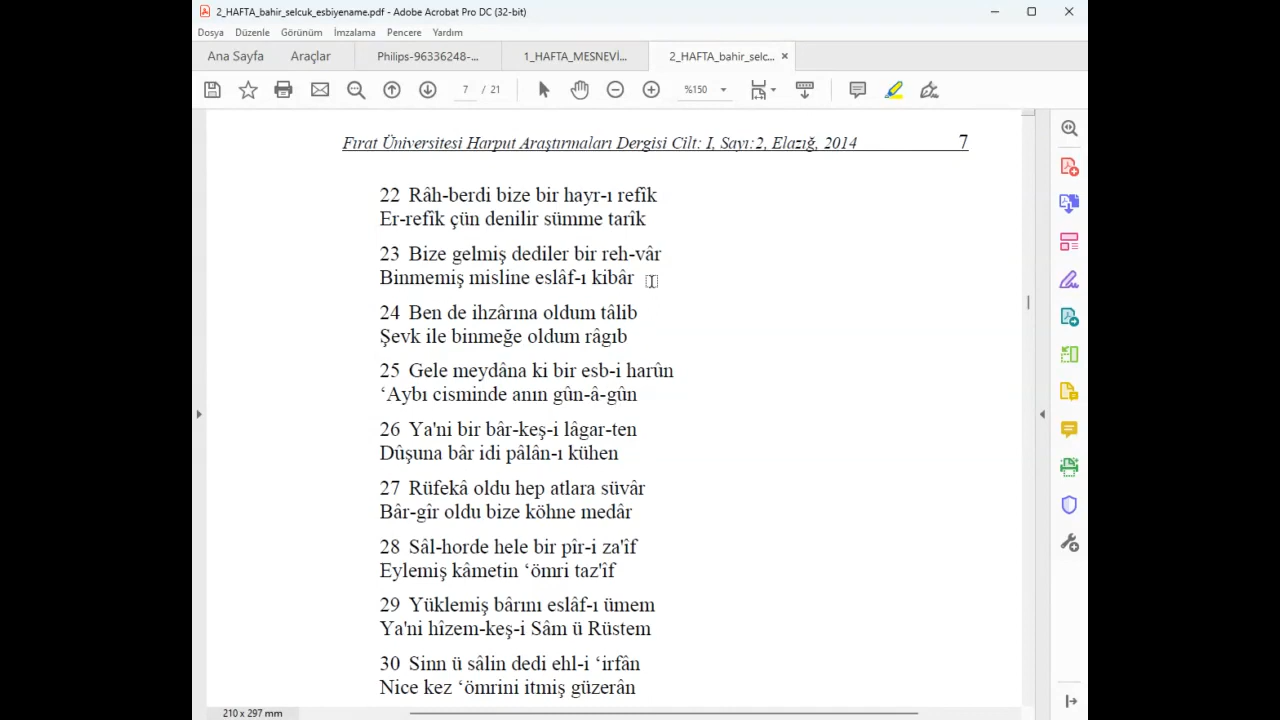 2_HAFTA_bahir_selcuk_esbiyename.pdf - Adobe Acrobat Pro DC (32-bit)
Dosya Düzenle Görünüm İmzalama Pencere Yardım
Ana Sayfa Araçlar Philips-96336248-... 1_HAFTA_MESNEVİ... 2_HAFTA_bahir_selc...
7 / 21 %150
Fırat Üniversitesi Harput Araştırmaları Dergisi Cilt: I, Sayı:2, Elazığ, 2014 7
22 Râh-berdi bize bir hayr-ı refîk
Er-refîk çün denilir sümme tarîk
23 Bize gelmiş dediler bir reh-vâr
Binmemiş misline eslâf-ı kibâr
24 Ben de ihzârına oldum tâlib
Şevk ile binmeğe oldum râgıb
25 Gele meydâna ki bir esb-i harûn
‘Aybı cisminde anın gûn-â-gûn
26 Ya'ni bir bâr-keş-i lâgar-ten
Dûşuna bâr idi pâlân-ı kühen
27 Rüfekâ oldu hep atlara süvâr
Bâr-gîr oldu bize köhne medâr
28 Sâl-horde hele bir pîr-i za'îf
Eylemiş kâmetin ‘ömri taz'îf
29 Yüklemiş bârını eslâf-ı ümem
Ya'ni hîzem-keş-i Sâm ü Rüstem
30 Sinn ü sâlin dedi ehl-i ‘irfân
Nice kez ‘ömrini itmiş güzerân
210 x 297 mm